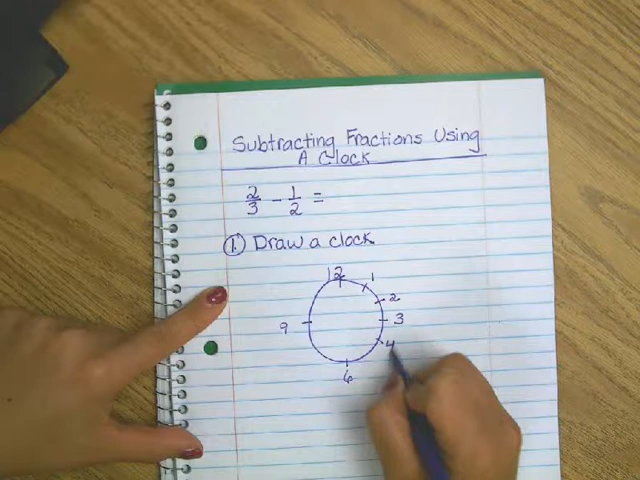 Subtracting Fractions Using
A Clock
2/3 - 1/2 =
1. Draw a clock
12 1
2
9 3
4
6